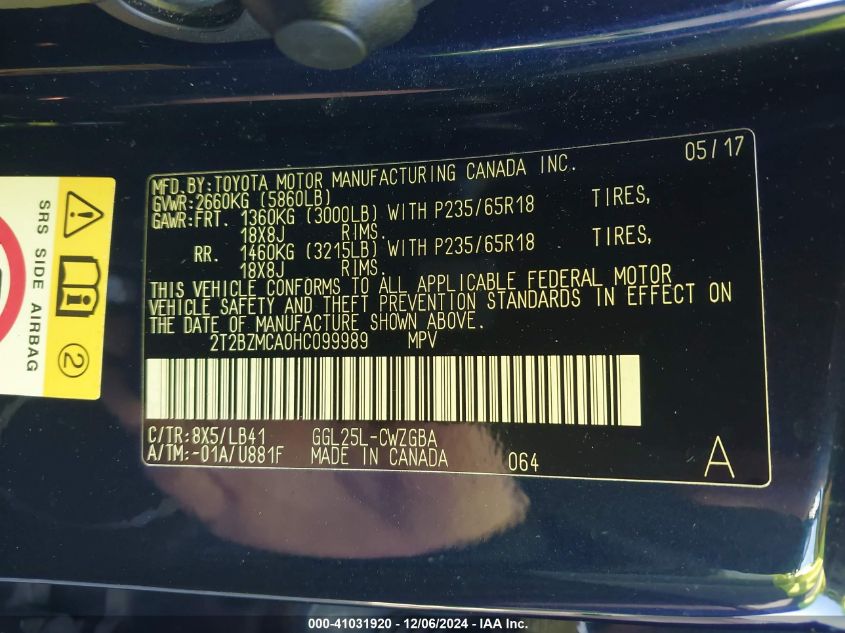 05/17
MFD.BY:TOYOTA MOTOR MANUFACTURING CANADA INC.
GVWR:2660KG (5860LB)
GAWR:FRT. 1360KG (3000LB) WITH P235/65R18 TIRES,
18X8J RIMS.
RR. 1460KG (3215LB) WITH P235/65R18 TIRES,
18X8J RIMS.
THIS VEHICLE CONFORMS TO ALL APPLICABLE FEDERAL MOTOR
VEHICLE SAFETY AND THEFT PREVENTION STANDARDS IN EFFECT ON
THE DATE OF MANUFACTURE SHOWN ABOVE.
2T2BZMCA0HC099989 MPV
C/TR:8X5/LB41 GGL25L-CWZGBA
A/TM:-01A/U881F MADE IN CANADA 064 A
SRS SIDE AIRBAG
2
000-41031920 - 12/06/2024 - IAA Inc.